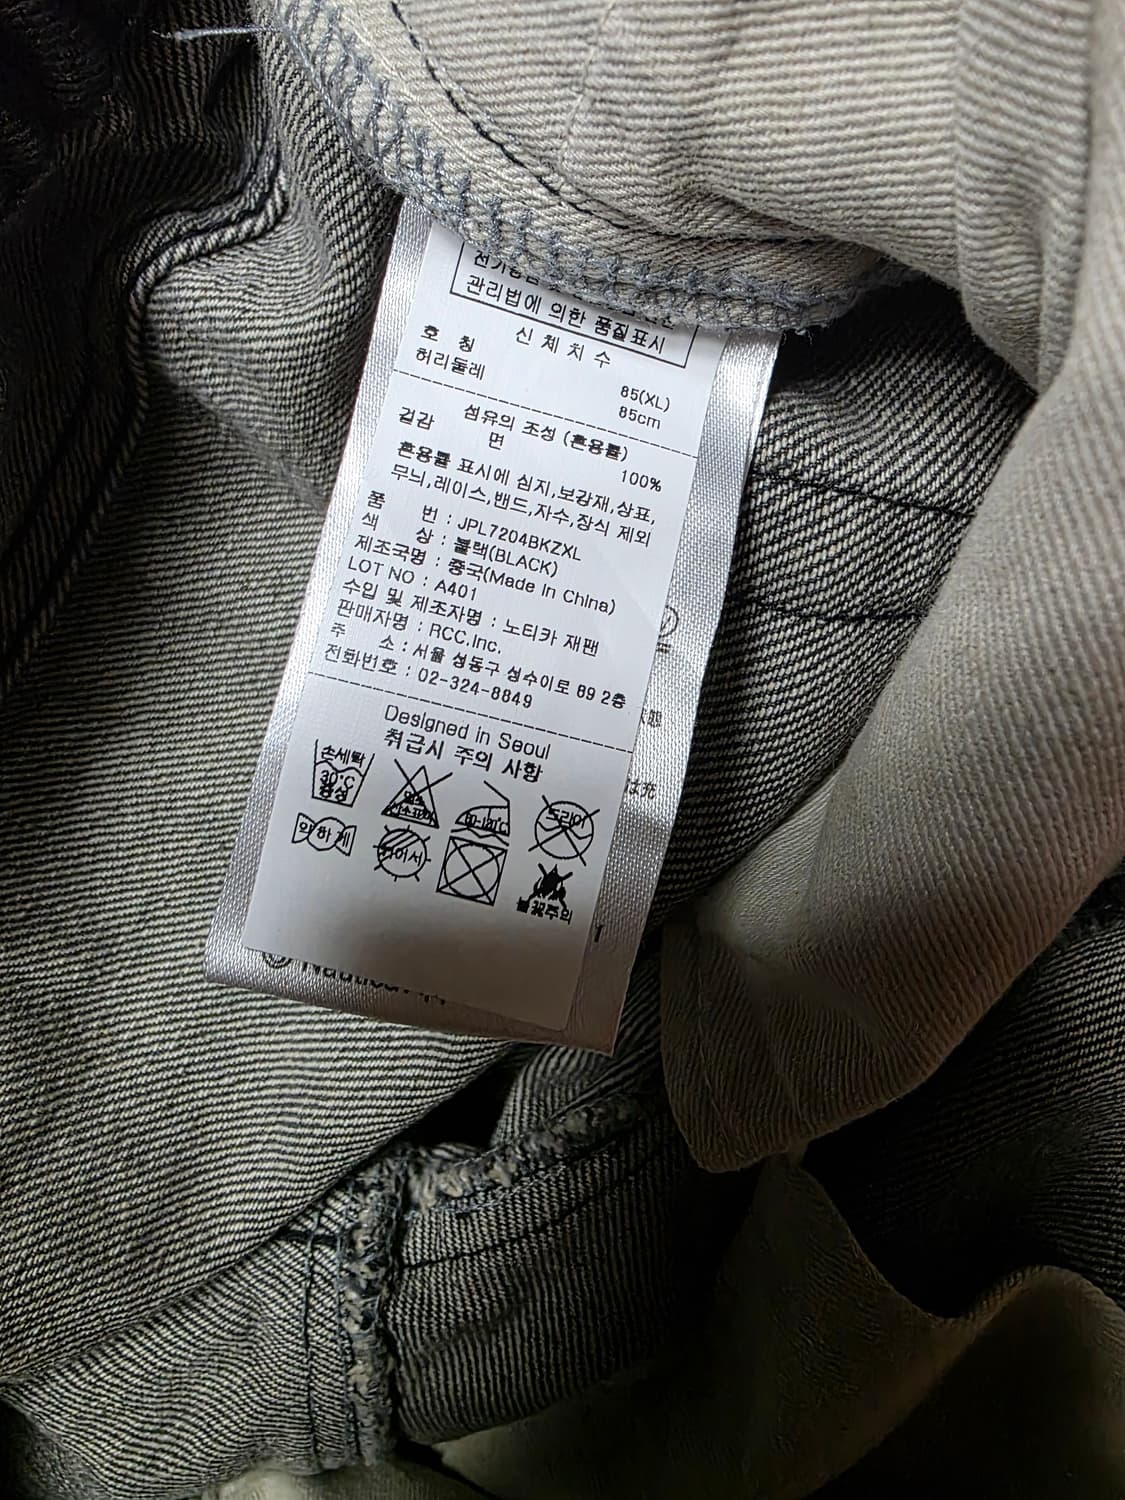 관리법에 의한 품질표시
신체치수
호 칭 85(XL)
허리둘레 85cm
섬유의 조성 (혼용률)
겉감 면 100%
혼용률 표시에 심지,보강재,상표,
무늬,레이스,밴드,자수,장식 제외
품 번 : JPL7204BKZXL
색 상 : 블랙(BLACK)
제조국명 : 중국(Made In China)
LOT NO : A401
수입 및 제조자명 : 노티카 재팬
판매자명 : RCC.Inc.
주 소 : 서울 성동구 성수이로 89 2층
전화번호 : 02-324-8849
Designed in Seoul
취급시 주의 사항
손세탁
30°C
중성
80-120°C
드라이
약하게
뉘어서
불꽃주의